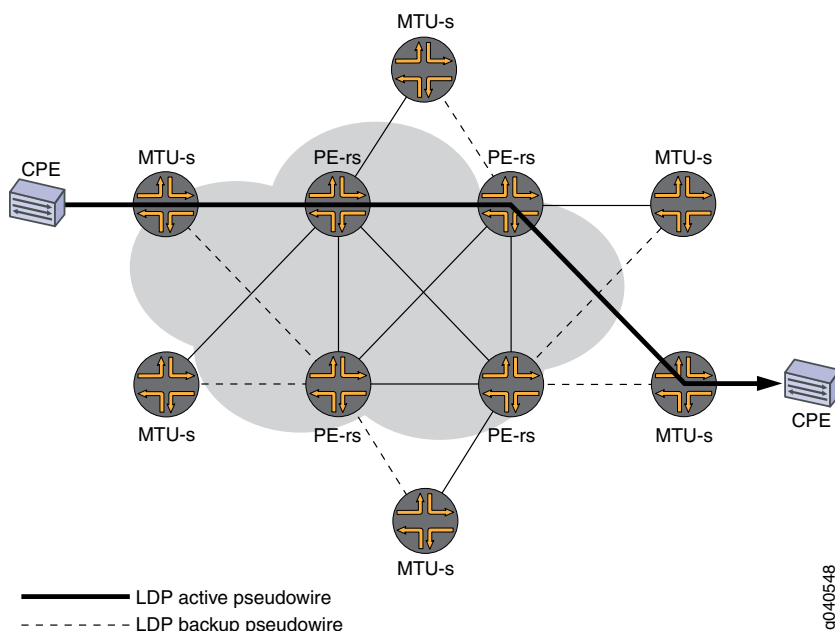 MTU-s
CPE
MTU-s
PE-rs
PE-rs
MTU-s
MTU-s
PE-rs
PE-rs
MTU-s
CPE
MTU-s
LDP active pseudowire
LDP backup pseudowire
g040548